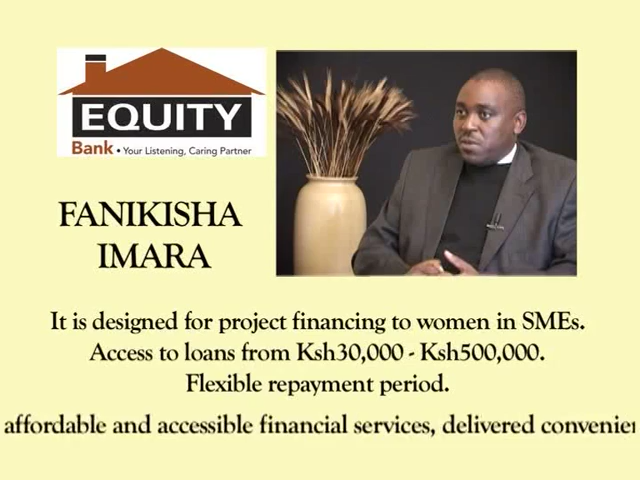 EQUITY
Bank • Your Listening, Caring Partner
FANIKISHA
IMARA
It is designed for project financing to women in SMEs.
Access to loans from Ksh30,000 - Ksh500,000.
Flexible repayment period.
affordable and accessible financial services, delivered